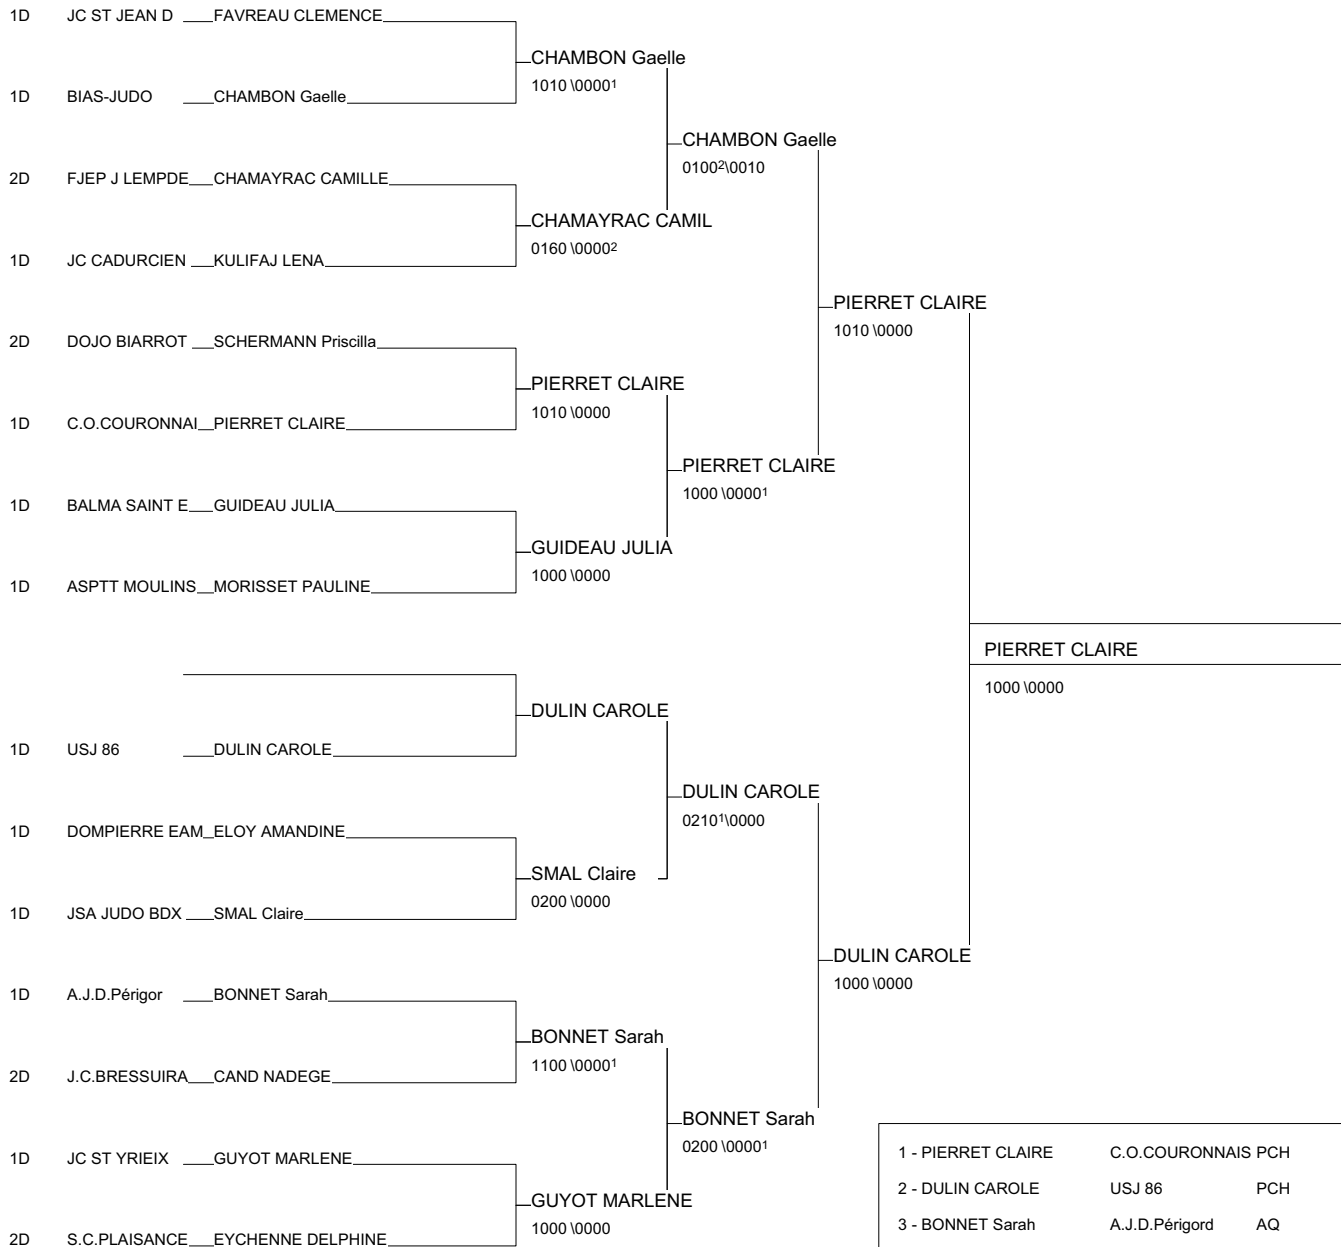 1D JC ST JEAN D FAVREAU CLEMENCE
CHAMBON Gaelle
1010 \0000¹
1D BIAS-JUDO CHAMBON Gaelle
CHAMBON Gaelle
0100²\0010
2D FJEP J LEMPDE CHAMAYRAC CAMILLE
CHAMAYRAC CAMIL
0160 \0000²
1D JC CADURCIEN KULIFAJ LENA
PIERRET CLAIRE
1010 \0000
2D DOJO BIARROT SCHERMANN Priscilla
PIERRET CLAIRE
1010 \0000
1D C.O.COURONNAI PIERRET CLAIRE
PIERRET CLAIRE
1000 \0000¹
1D BALMA SAINT E GUIDEAU JULIA
GUIDEAU JULIA
1000 \0000
1D ASPTT MOULINS MORISSET PAULINE
PIERRET CLAIRE
1000 \0000
DULIN CAROLE
1D USJ 86 DULIN CAROLE
DULIN CAROLE
0210¹\0000
1D DOMPIERRE EAM ELOY AMANDINE
SMAL Claire
0200 \0000
1D JSA JUDO BDX SMAL Claire
DULIN CAROLE
1000 \0000
1D A.J.D.Périgor BONNET Sarah
BONNET Sarah
1100 \0000¹
2D J.C.BRESSUIRA CAND NADEGE
BONNET Sarah
0200 \0000¹
1D JC ST YRIEIX GUYOT MARLENE
GUYOT MARLENE
1000 \0000
2D S.C.PLAISANCE EYCHENNE DELPHINE
1 - PIERRET CLAIRE C.O.COURONNAIS PCH
2 - DULIN CAROLE USJ 86 PCH
3 - BONNET Sarah A.J.D.Périgord AQ